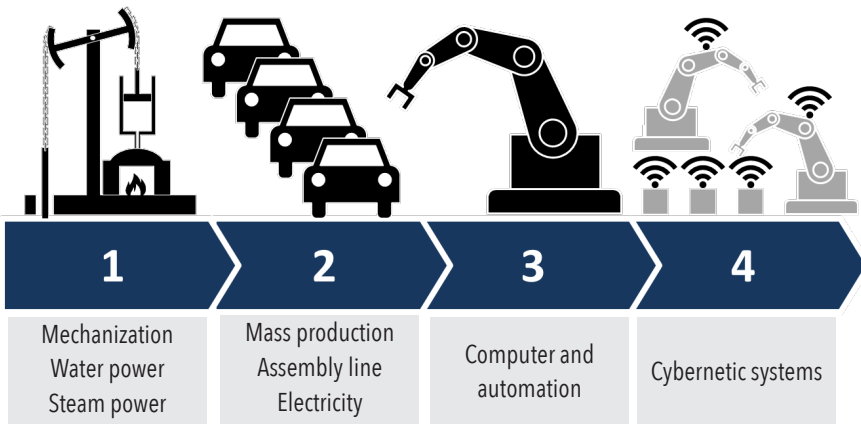 1
2
3
4
Mechanization
Water power
Steam power
Mass production
Assembly line
Electricity
Computer and
automation
Cybernetic systems